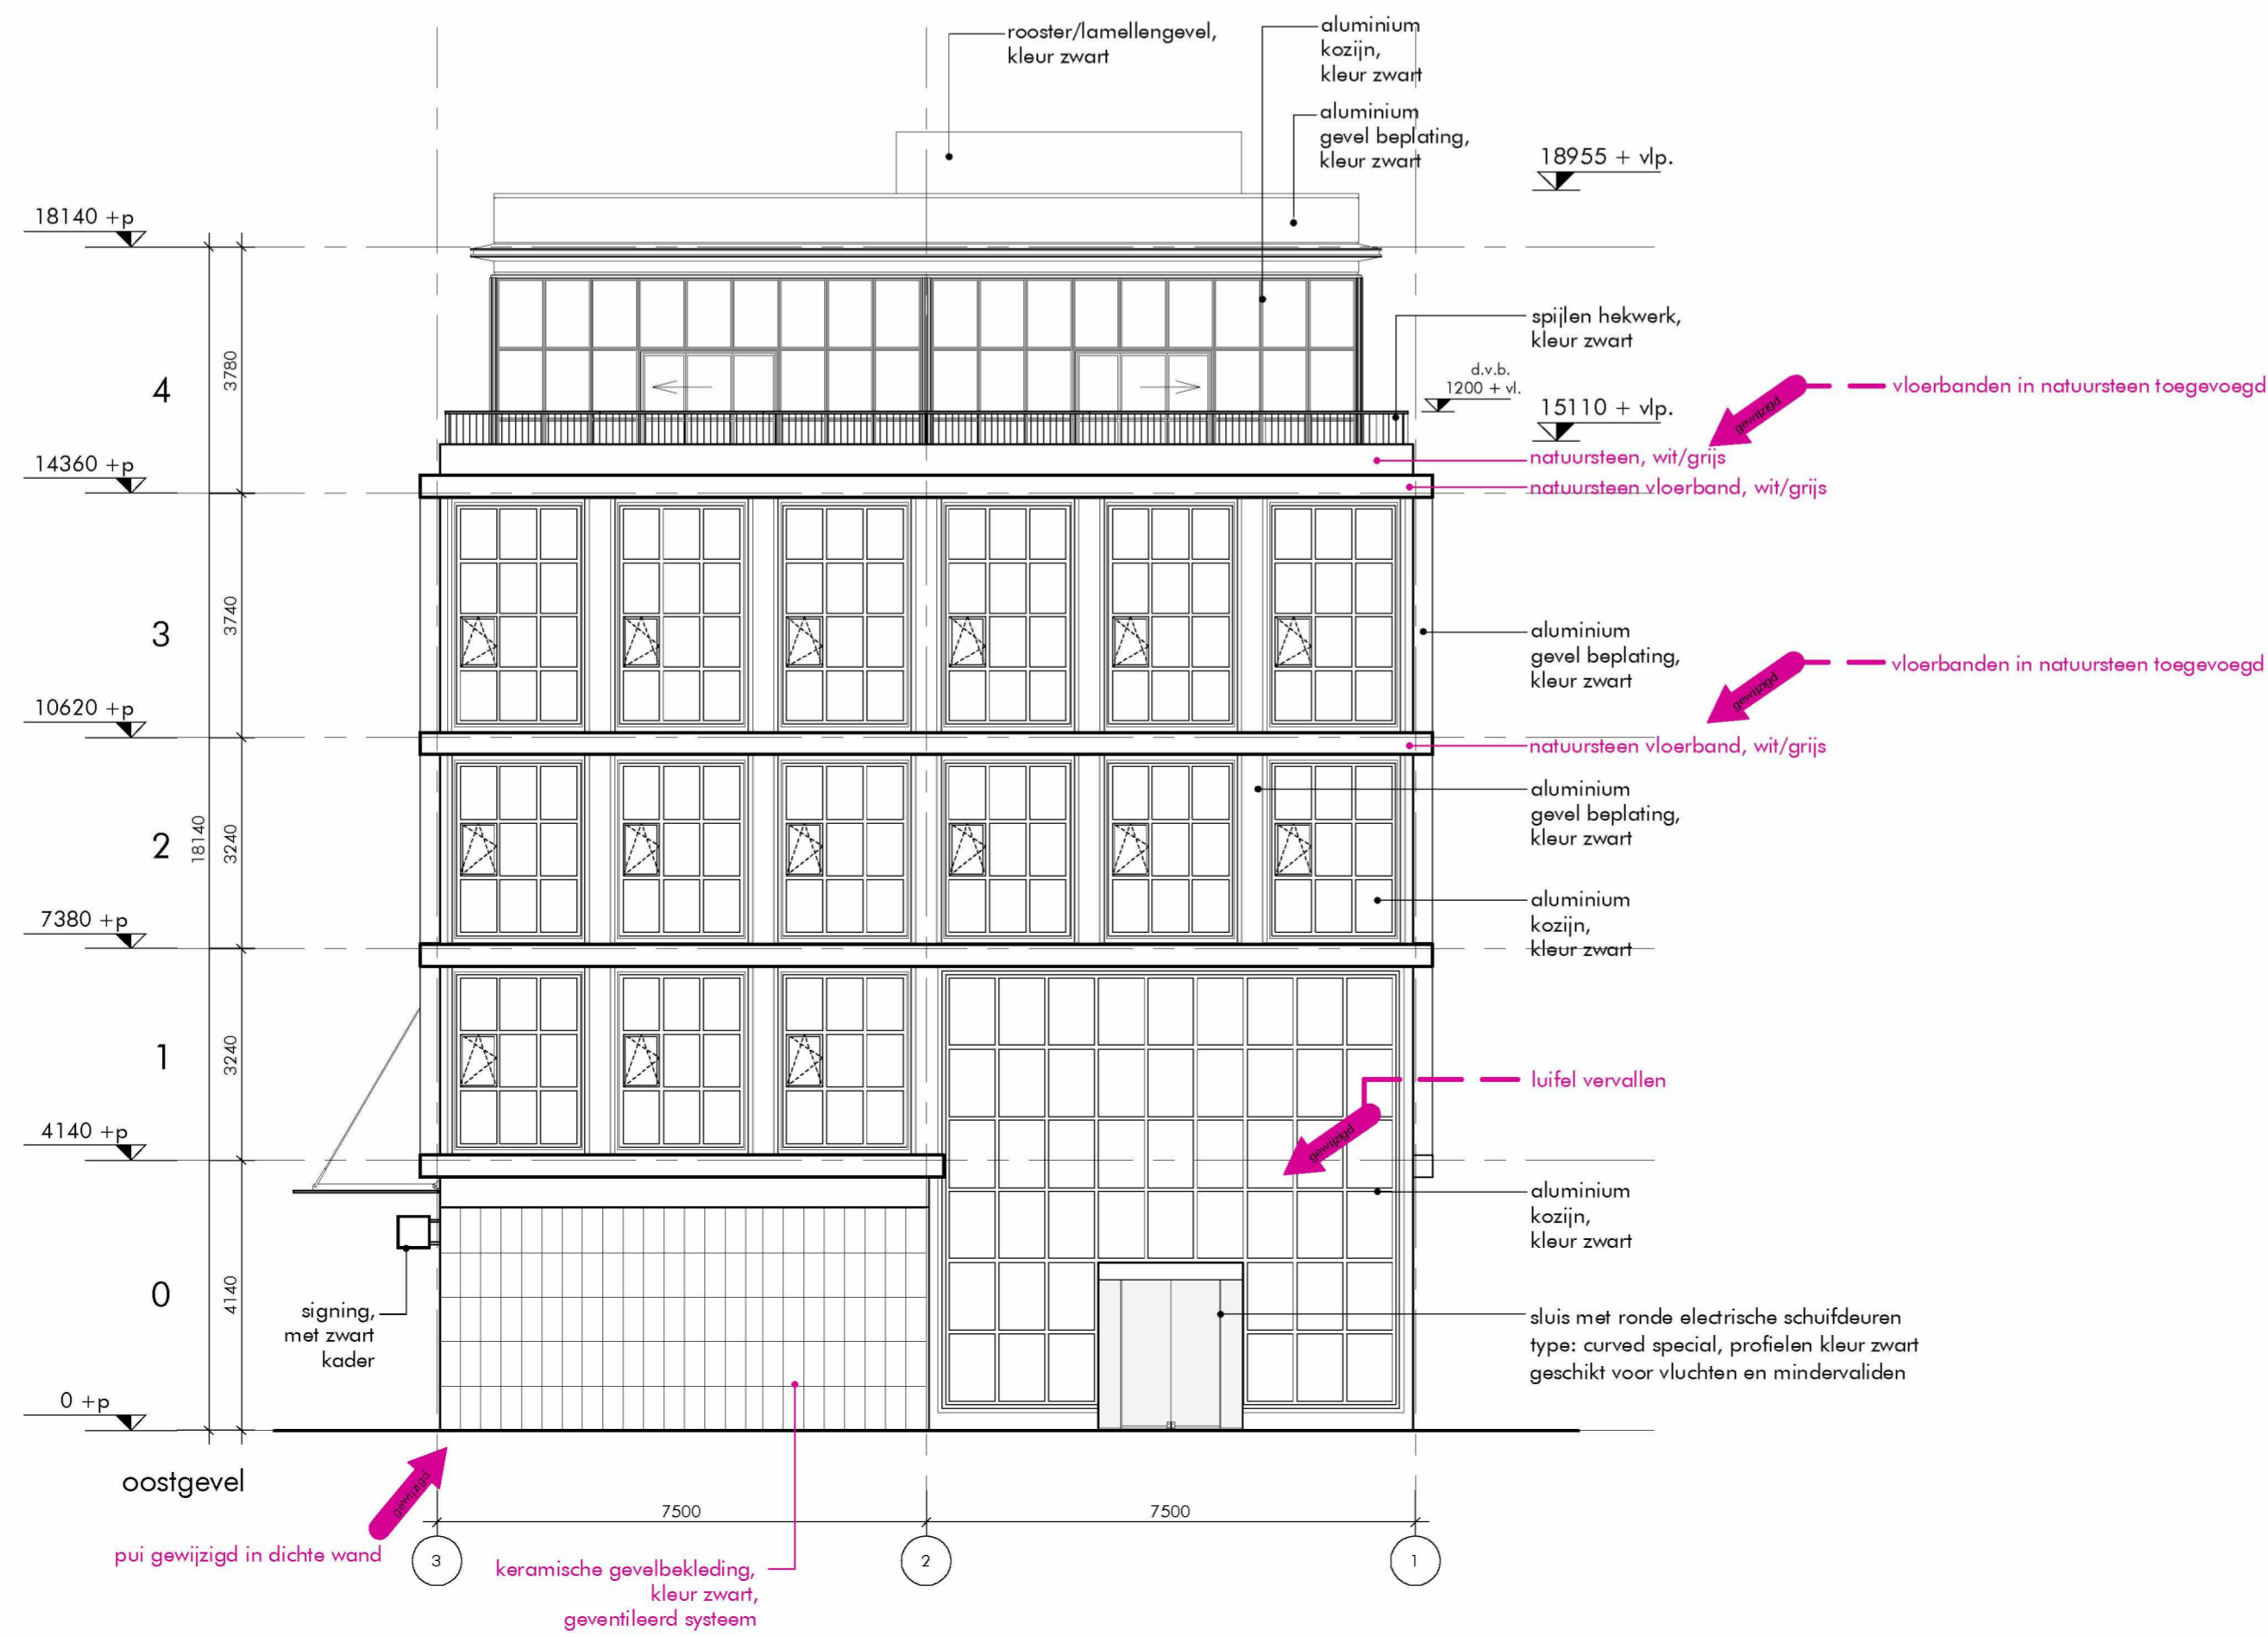 rooster/lamellengevel,
kleur zwart
aluminium
kozijn,
kleur zwart
aluminium
gevel beplating,
kleur zwart
18955 + vlp.
18140 +p
spijlen hekwerk,
kleur zwart
d.v.b.
1200 + vl.
15110 + vlp.
gewijzigd
vloerbanden in natuursteen toegevoegd
4
3780
natuursteen, wit/grijs
natuursteen vloerband, wit/grijs
14360 +p
3
3740
aluminium
gevel beplating,
kleur zwart
gewijzigd
vloerbanden in natuursteen toegevoegd
10620 +p
natuursteen vloerband, wit/grijs
aluminium
gevel beplating,
kleur zwart
2
18140
3240
aluminium
kozijn,
kleur zwart
7380 +p
1
3240
luifel vervallen
gewijzigd
4140 +p
aluminium
kozijn,
kleur zwart
0
4140
signing,
met zwart
kader
sluis met ronde electrische schuifdeuren
type: curved special, profielen kleur zwart
geschikt voor vluchten en mindervaliden
0 +p
oostgevel
gewijzigd
7500
7500
pui gewijzigd in dichte wand
3
2
1
keramische gevelbekleding,
kleur zwart,
geventileerd systeem